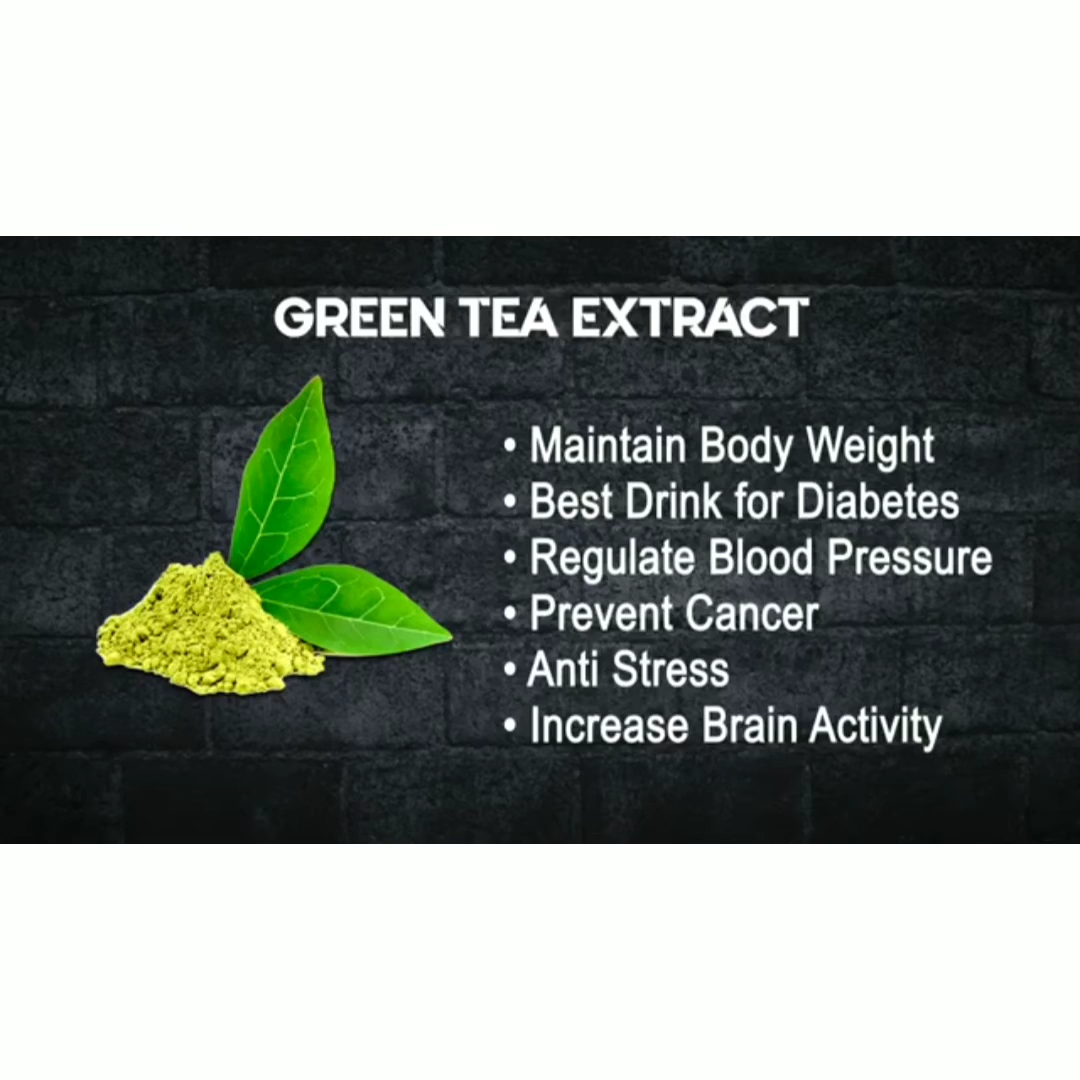 GREEN TEA EXTRACT
• Maintain Body Weight
• Best Drink for Diabetes
• Regulate Blood Pressure
• Prevent Cancer
• Anti Stress
• Increase Brain Activity